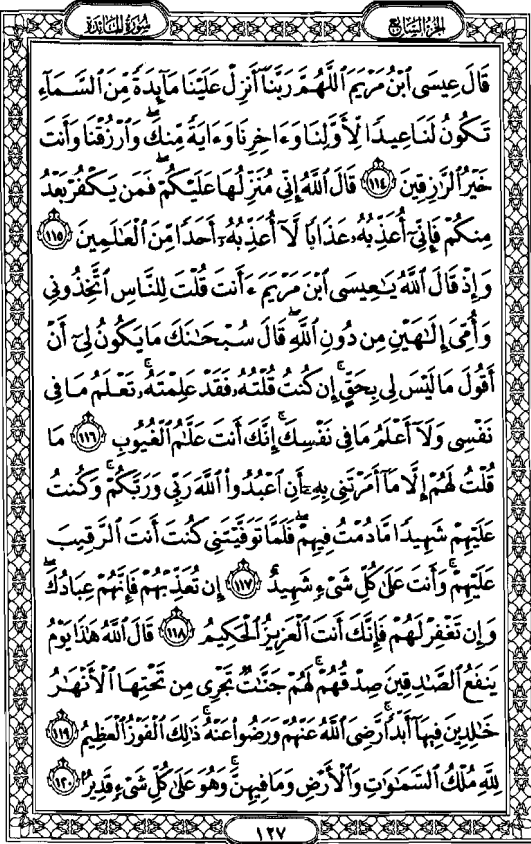 سورة المائدة
الجزء السابع
قَالَ عِيسَى ٱبْنُ مَرْيَمَ ٱللَّهُمَّ رَبَّنَآ أَنزِلْ عَلَيْنَا مَآئِدَةً مِّنَ ٱلسَّمَآءِ
تَكُونُ لَنَا عِيدًا لِّأَوَّلِنَا وَءَاخِرِنَا وَءَايَةً مِّنكَ ۖ وَٱرْزُقْنَا وَأَنتَ
خَيْرُ ٱلرَّٰزِقِينَ ١١٤ قَالَ ٱللَّهُ إِنِّى مُنَزِّلُهَا عَلَيْكُمْ ۖ فَمَن يَكْفُرْ بَعْدُ
مِنكُمْ فَإِنِّىٓ أُعَذِّبُهُۥ عَذَابًا لَّآ أُعَذِّبُهُۥٓ أَحَدًا مِّنَ ٱلْعَٰلَمِينَ ١١٥
وَإِذْ قَالَ ٱللَّهُ يَٰعِيسَى ٱبْنَ مَرْيَمَ ءَأَنتَ قُلْتَ لِلنَّاسِ ٱتَّخِذُونِى
وَأُمِّىَ إِلَٰهَيْنِ مِن دُونِ ٱللَّهِ ۖ قَالَ سُبْحَٰنَكَ مَا يَكُونُ لِىٓ أَنْ
أَقُولَ مَا لَيْسَ لِى بِحَقٍّ ۚ إِن كُنتُ قُلْتُهُۥ فَقَدْ عَلِمْتَهُۥ ۚ تَعْلَمُ مَا فِى
نَفْسِى وَلَآ أَعْلَمُ مَا فِى نَفْسِكَ ۚ إِنَّكَ أَنتَ عَلَّٰمُ ٱلْغُيُوبِ ١١٦ مَا
قُلْتُ لَهُمْ إِلَّا مَآ أَمَرْتَنِى بِهِۦٓ أَنِ ٱعْبُدُوا۟ ٱللَّهَ رَبِّى وَرَبَّكُمْ ۚ وَكُنتُ
عَلَيْهِمْ شَهِيدًا مَّا دُمْتُ فِيهِمْ ۖ فَلَمَّا تَوَفَّيْتَنِى كُنتَ أَنتَ ٱلرَّقِيبَ
عَلَيْهِمْ ۚ وَأَنتَ عَلَىٰ كُلِّ شَىْءٍ شَهِيدٌ ١١٧ إِن تُعَذِّبْهُمْ فَإِنَّهُمْ عِبَادُكَ ۖ
وَإِن تَغْفِرْ لَهُمْ فَإِنَّكَ أَنتَ ٱلْعَزِيزُ ٱلْحَكِيمُ ١١٨ قَالَ ٱللَّهُ هَٰذَا يَوْمُ
يَنفَعُ ٱلصَّٰدِقِينَ صِدْقُهُمْ ۚ لَهُمْ جَنَّٰتٌ تَجْرِى مِن تَحْتِهَا ٱلْأَنْهَٰرُ
خَٰلِدِينَ فِيهَآ أَبَدًا ۚ رَّضِىَ ٱللَّهُ عَنْهُمْ وَرَضُوا۟ عَنْهُ ۚ ذَٰلِكَ ٱلْفَوْزُ ٱلْعَظِيمُ ١١٩
لِلَّهِ مُلْكُ ٱلسَّمَٰوَٰتِ وَٱلْأَرْضِ وَمَا فِيهِنَّ ۚ وَهُوَ عَلَىٰ كُلِّ شَىْءٍ قَدِيرٌۢ ١٢٠
١٢٧